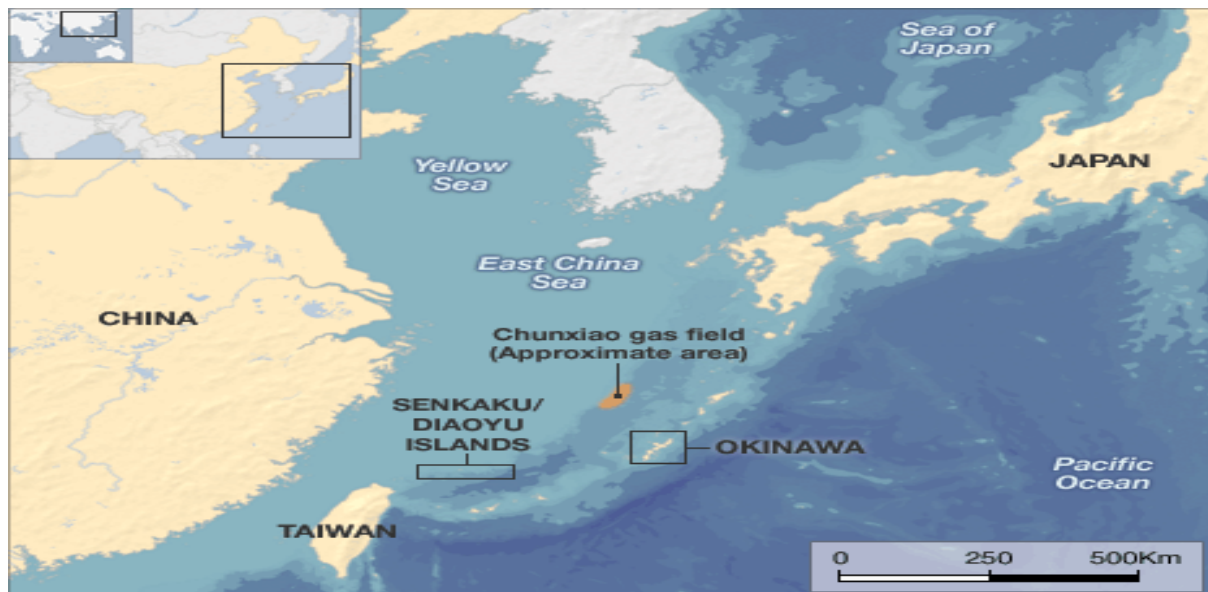 Sea of
Japan
JAPAN
Yellow
Sea
East China
Sea
CHINA
Chunxiao gas field
(Approximate area)
SENKAKU/
DIAOYU
ISLANDS
OKINAWA
Pacific
Ocean
TAIWAN
0 250 500Km